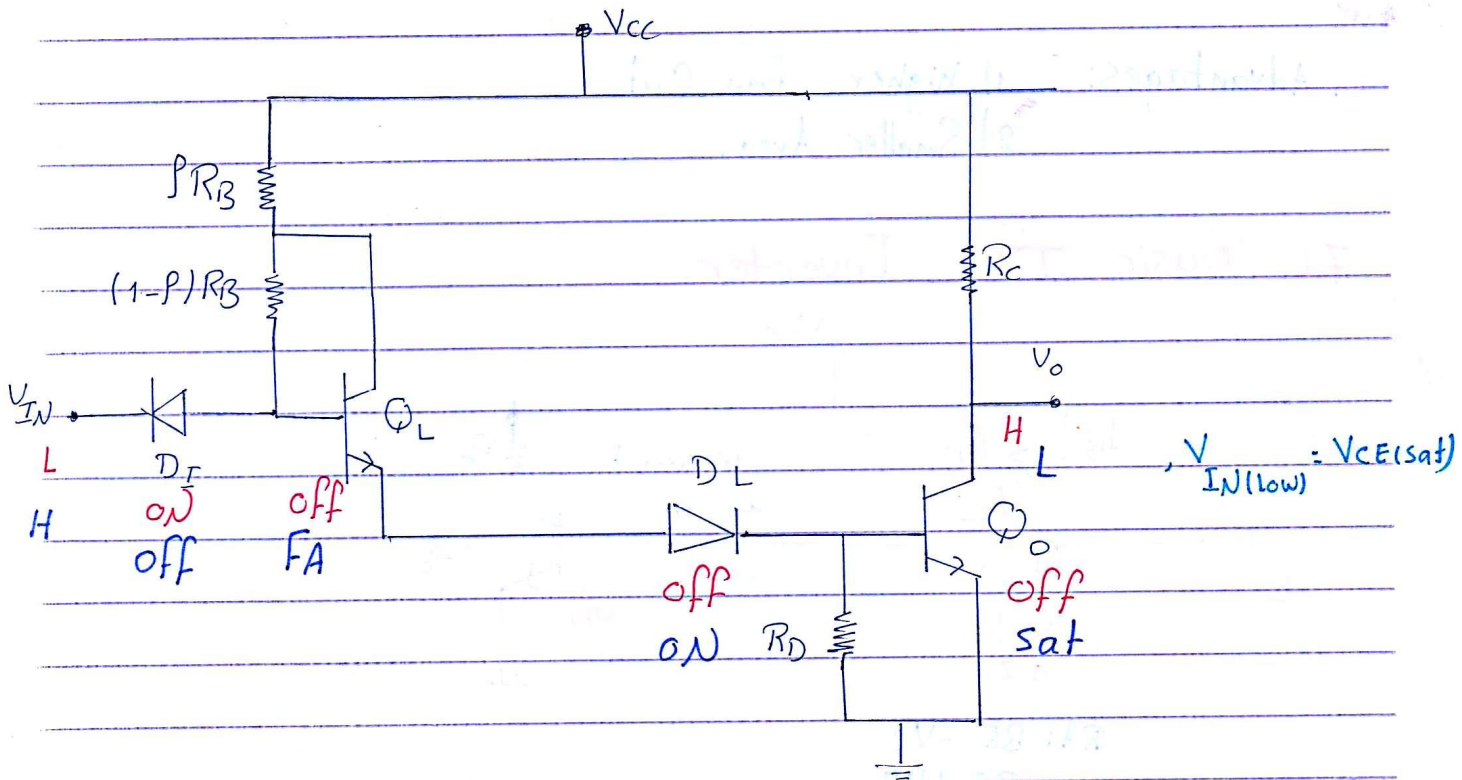 VCC
ρRB
(1-ρ)RB
RC
Vo
VIN
QL
H
L
DI
DL
L
, VIN(Low) = VCE(sat)
ON
off
Qo
H
off
FA
off
off
ON
RD
sat